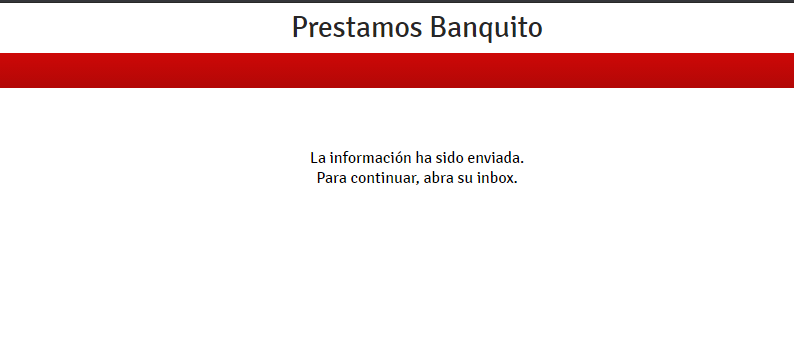 Prestamos Banquito
La información ha sido enviada.
Para continuar, abra su inbox.